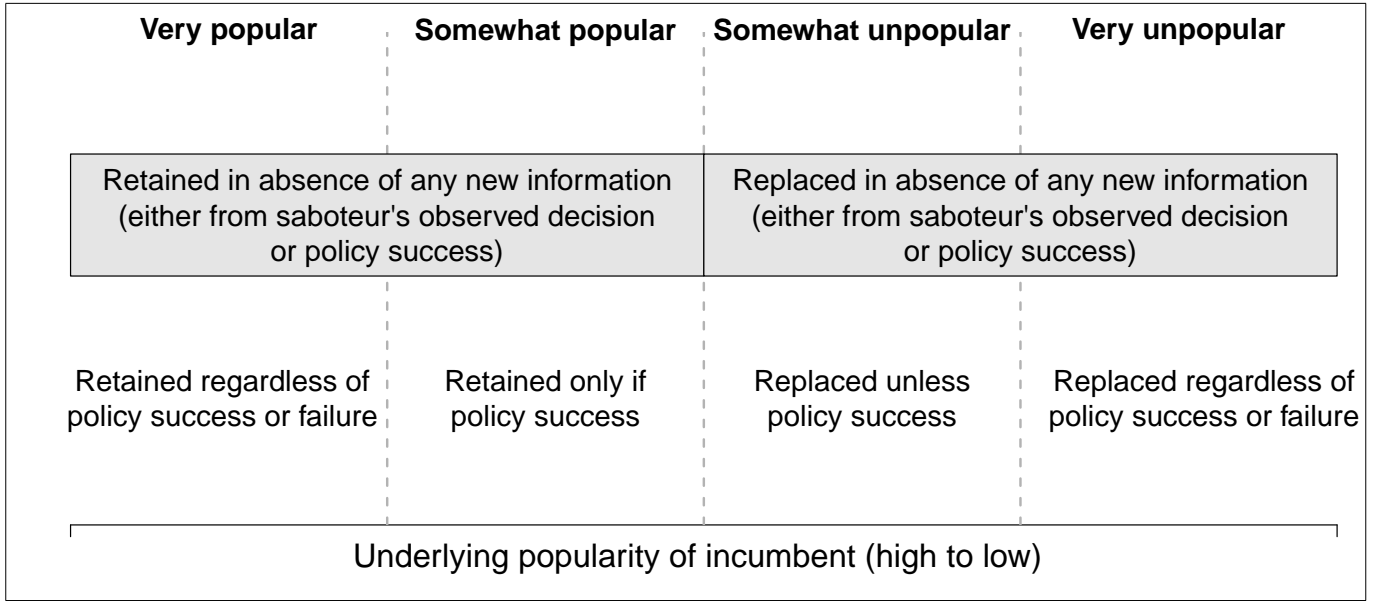 Very popular
Somewhat popular
Somewhat unpopular
Very unpopular
Retained in absence of any new information
(either from saboteur's observed decision
or policy success)
Replaced in absence of any new information
(either from saboteur's observed decision
or policy success)
Retained regardless of
policy success or failure
Retained only if
policy success
Replaced unless
policy success
Replaced regardless of
policy success or failure
Underlying popularity of incumbent (high to low)